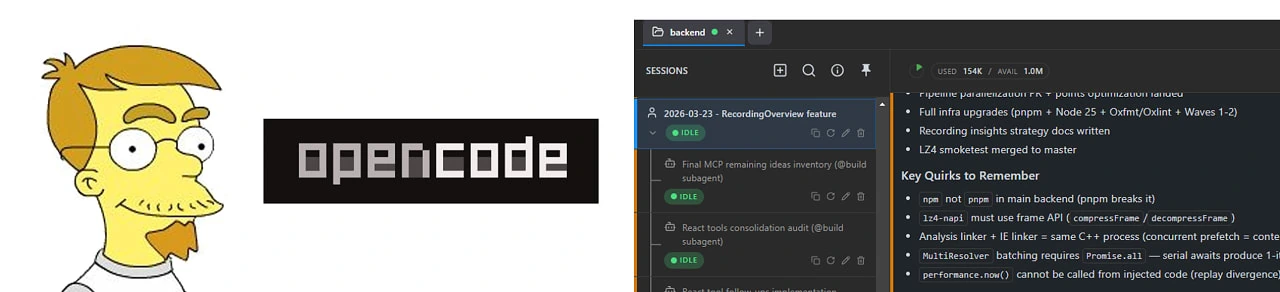 opencode
backend
SESSIONS
2026-03-23 - RecordingOverview feature
IDLE
Final MCP remaining ideas inventory (@build
subagent)
IDLE
React tools consolidation audit (@build
subagent)
IDLE
React tool follow-ups implementation
USED 154K / AVAIL 1.0M
Pipeline parallelization PR + points optimization landed
Full infra upgrades (pnpm + Node 25 + Oxfmt/Oxlint + Waves 1-2)
Recording insights strategy docs written
LZ4 smoketest merged to master
Key Quirks to Remember
npm not pnpm in main backend (pnpm breaks it)
lz4-napi must use frame API (compressFrame / decompressFrame)
Analysis linker + IE linker = same C++ process (concurrent prefetch = conte
MultiResolver batching requires Promise.all — serial awaits produce 1-it
performance.now() cannot be called from injected code (replay divergence)